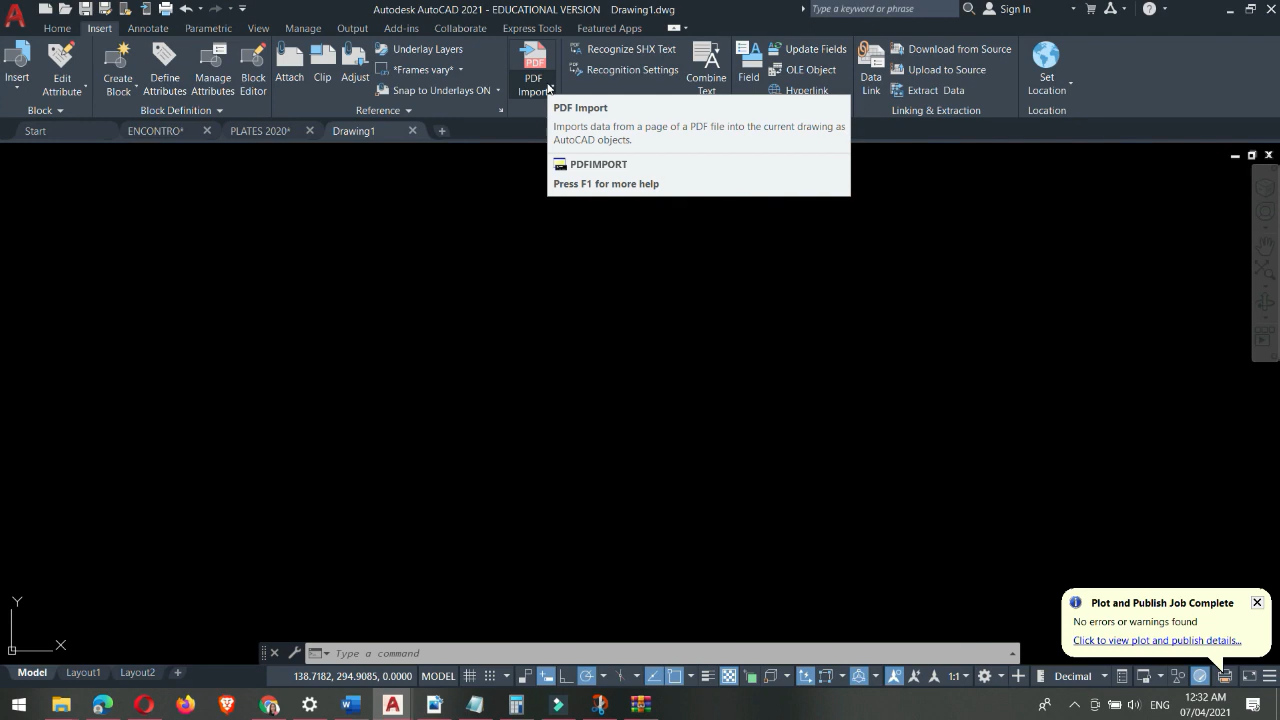 Autodesk AutoCAD 2021 - EDUCATIONAL VERSION Drawing1.dwg
Type a keyword or phrase
Sign In
Home Insert Annotate Parametric View Manage Output Add-ins Collaborate Express Tools Featured Apps
Insert
Edit
Attribute
Create
Block
Define
Attributes
Manage
Attributes
Block
Editor
Attach
Clip
Adjust
Underlay Layers
*Frames vary*
Snap to Underlays ON
PDF
PDF
Import
Recognize SHX Text
Recognition Settings
Combine
Text
Field
Update Fields
OLE Object
Hyperlink
Data
Link
Download from Source
Upload to Source
Extract Data
Set
Location
Block
Block Definition
Reference
Linking & Extraction
Location
Start ENCONTRO* PLATES 2020* Drawing1
PDF Import
Imports data from a page of a PDF file into the current drawing as
AutoCAD objects.
PDFIMPORT
Press F1 for more help
Y
X
Plot and Publish Job Complete
No errors or warnings found
Click to view plot and publish details...
Type a command
Model Layout1 Layout2
138.7182, 414.9085, 0.0000 MODEL
1:1
Decimal
ENG
12:32 AM
07/04/2021